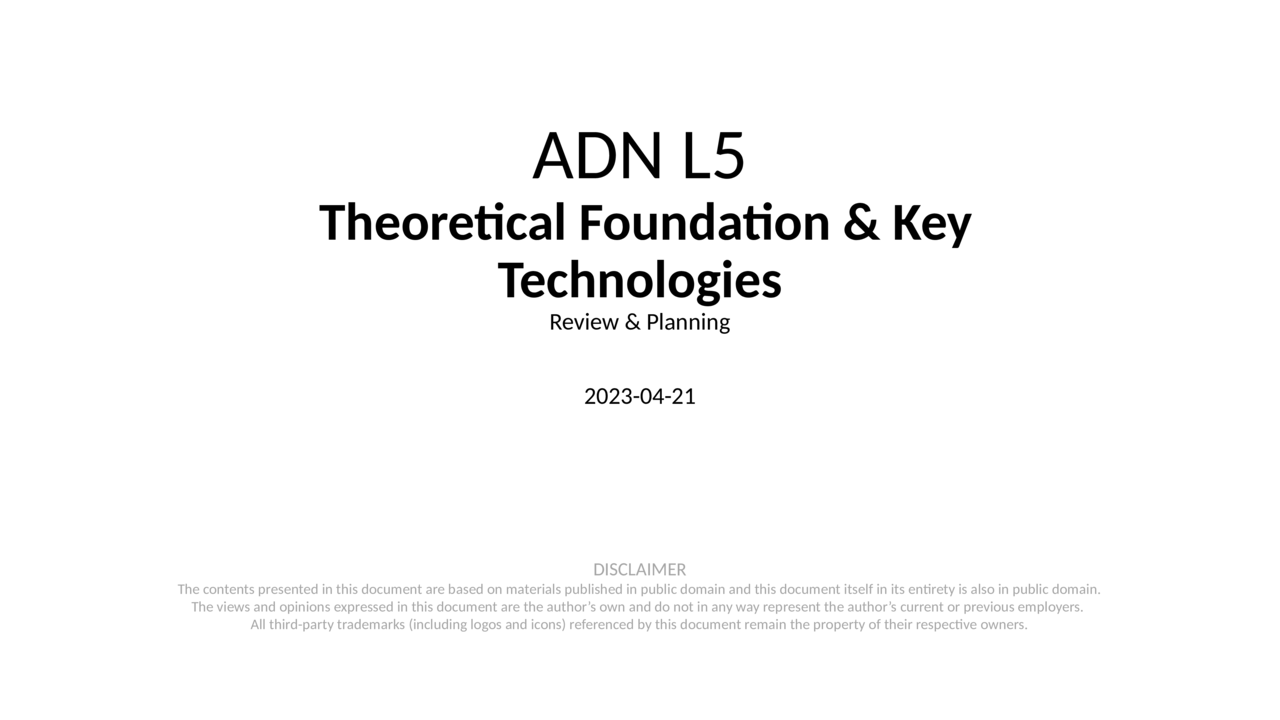 ADN L5
Theoretical Foundation & Key
Technologies
Review & Planning
2023-04-21
DISCLAIMER
The contents presented in this document are based on materials published in public domain and this document itself in its entirety is also in public domain.
The views and opinions expressed in this document are the author’s own and do not in any way represent the author’s current or previous employers.
All third-party trademarks (including logos and icons) referenced by this document remain the property of their respective owners.